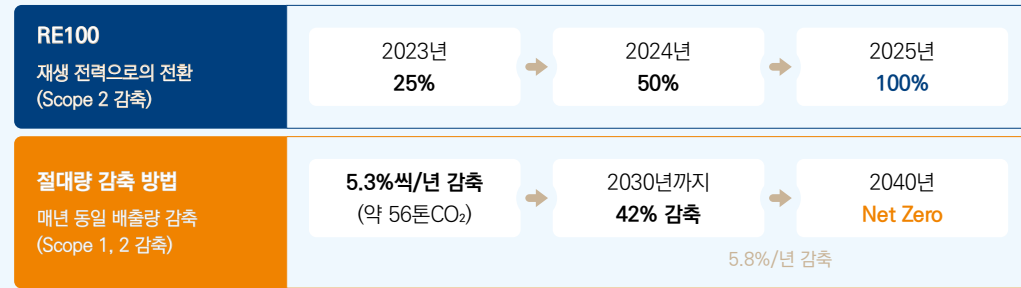 RE100
재생 전력으로의 전환
(Scope 2 감축)
2023년
25%
2024년
50%
2025년
100%
절대량 감축 방법
매년 동일 배출량 감축
(Scope 1, 2 감축)
5.3%씩/년 감축
(약 56톤CO₂)
2030년까지
42% 감축
2040년
Net Zero
5.8%/년 감축